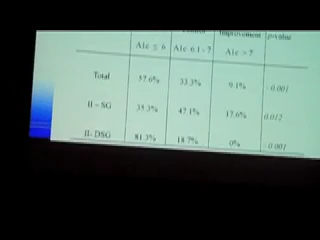 Improvement p-value
A1c ≤ 6 A1c 6.1 - 7 A1c > 7
Total 57.6% 33.3% 9.1% 0.001
II – SG 35.3% 47.1% 17.6% 0.012
II- DSG 81.3% 18.7% 0% 0.001